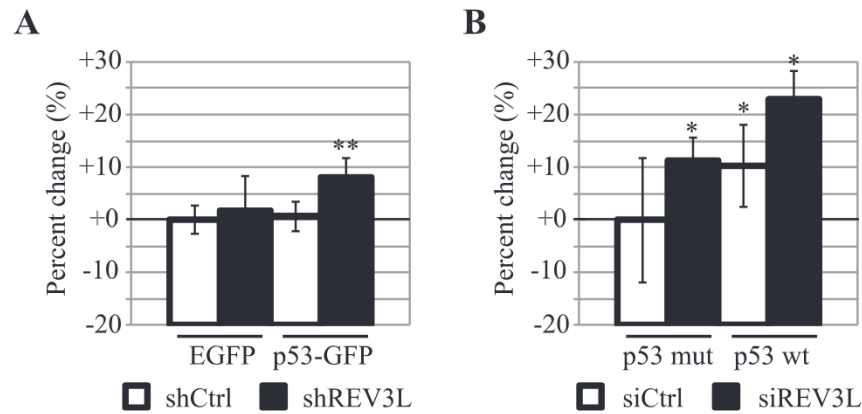 A
Percent change (%)
+30
+20
+10
+0
-10
-20
**
EGFP p53-GFP
shCtrl shREV3L
B
Percent change (%)
+30
+20
+10
+0
-10
-20
*
*
*
p53 mut p53 wt
siCtrl siREV3L